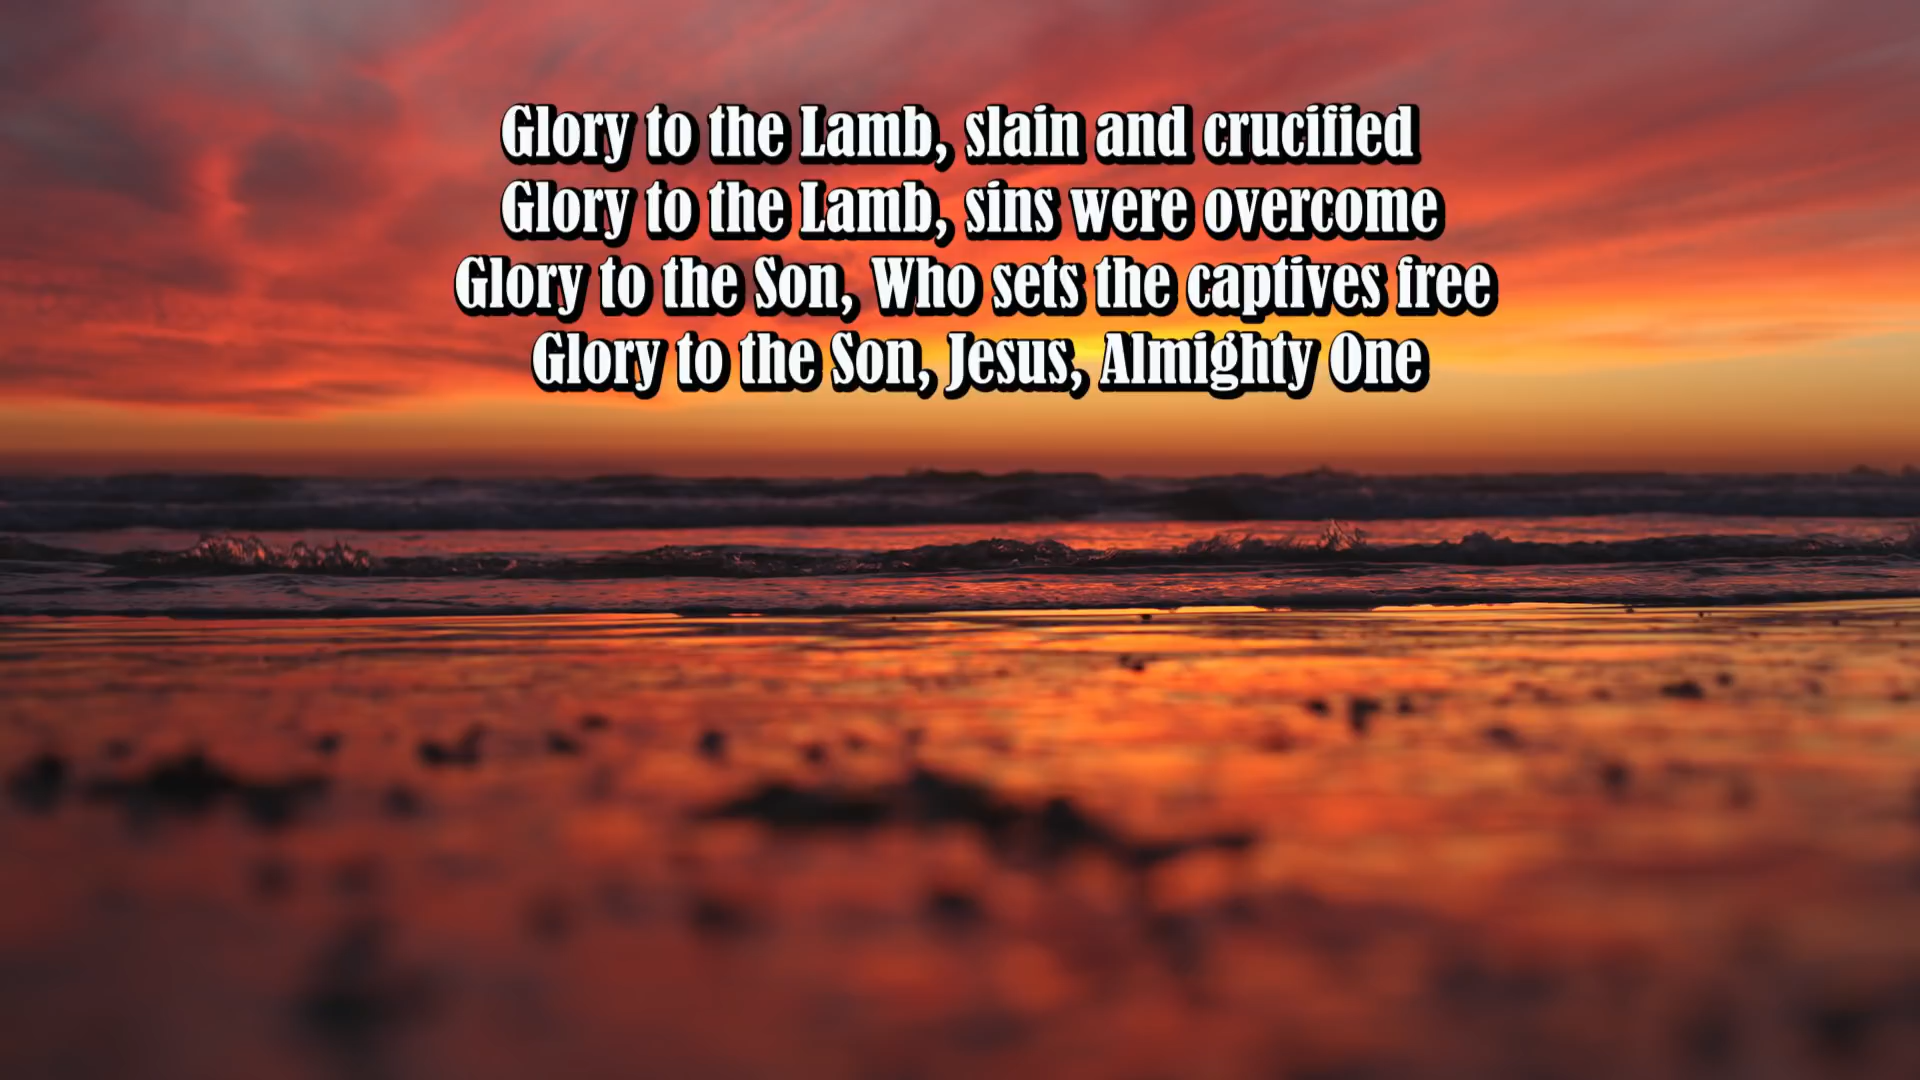 Glory to the Lamb, slain and crucified
Glory to the Lamb, sins were overcome
Glory to the Son, Who sets the captives free
Glory to the Son, Jesus, Almighty One